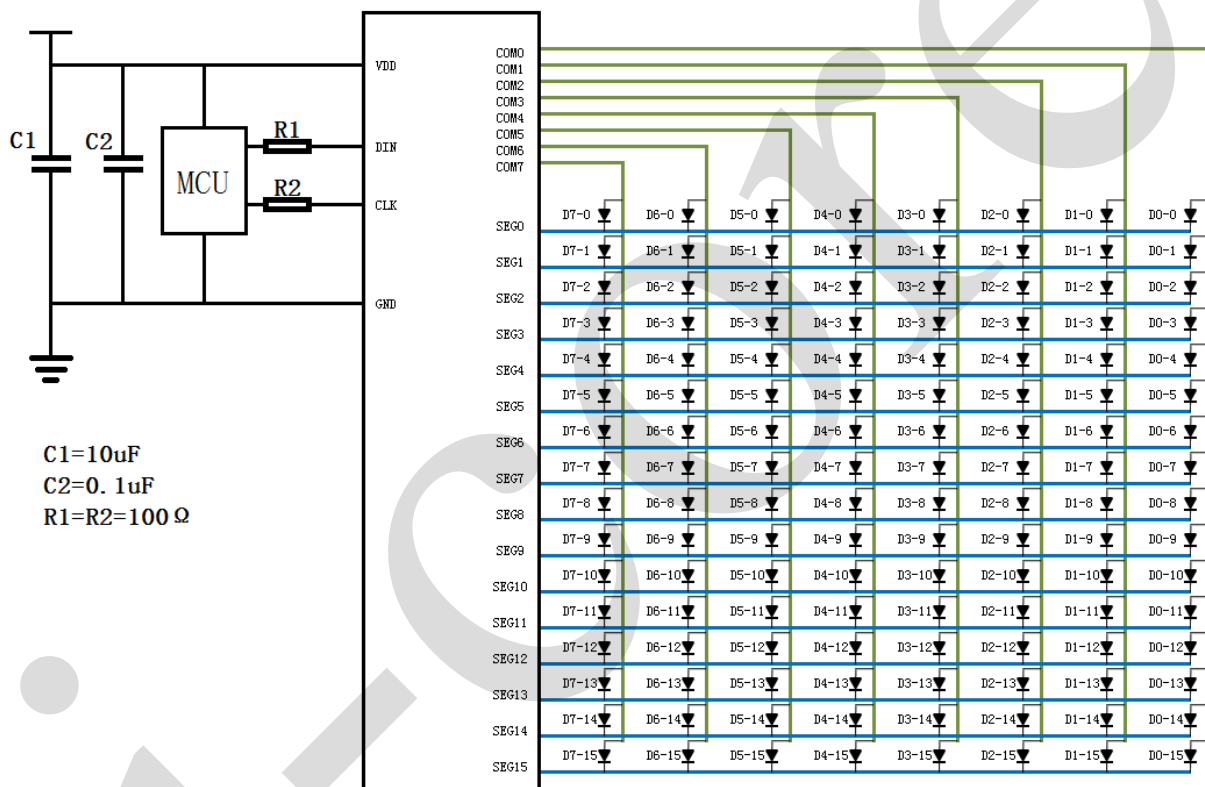 COM0
COM1
COM2
COM3
COM4
COM5
COM6
COM7
VDD
C1
C2
R1
DIN
MCU
R2
CLK
GND
C1=10uF
C2=0.1uF
R1=R2=100Ω
D7-0 D6-0 D5-0 D4-0 D3-0 D2-0 D1-0 D0-0
SEG0
D7-1 D6-1 D5-1 D4-1 D3-1 D2-1 D1-1 D0-1
SEG1
D7-2 D6-2 D5-2 D4-2 D3-2 D2-2 D1-2 D0-2
SEG2
D7-3 D6-3 D5-3 D4-3 D3-3 D2-3 D1-3 D0-3
SEG3
D7-4 D6-4 D5-4 D4-4 D3-4 D2-4 D1-4 D0-4
SEG4
D7-5 D6-5 D5-5 D4-5 D3-5 D2-5 D1-5 D0-5
SEG5
D7-6 D6-6 D5-6 D4-6 D3-6 D2-6 D1-6 D0-6
SEG6
D7-7 D6-7 D5-7 D4-7 D3-7 D2-7 D1-7 D0-7
SEG7
D7-8 D6-8 D5-8 D4-8 D3-8 D2-8 D1-8 D0-8
SEG8
D7-9 D6-9 D5-9 D4-9 D3-9 D2-9 D1-9 D0-9
SEG9
D7-10 D6-10 D5-10 D4-10 D3-10 D2-10 D1-10 D0-10
SEG10
D7-11 D6-11 D5-11 D4-11 D3-11 D2-11 D1-11 D0-11
SEG11
D7-12 D6-12 D5-12 D4-12 D3-12 D2-12 D1-12 D0-12
SEG12
D7-13 D6-13 D5-13 D4-13 D3-13 D2-13 D1-13 D0-13
SEG13
D7-14 D6-14 D5-14 D4-14 D3-14 D2-14 D1-14 D0-14
SEG14
D7-15 D6-15 D5-15 D4-15 D3-15 D2-15 D1-15 D0-15
SEG15
i-core